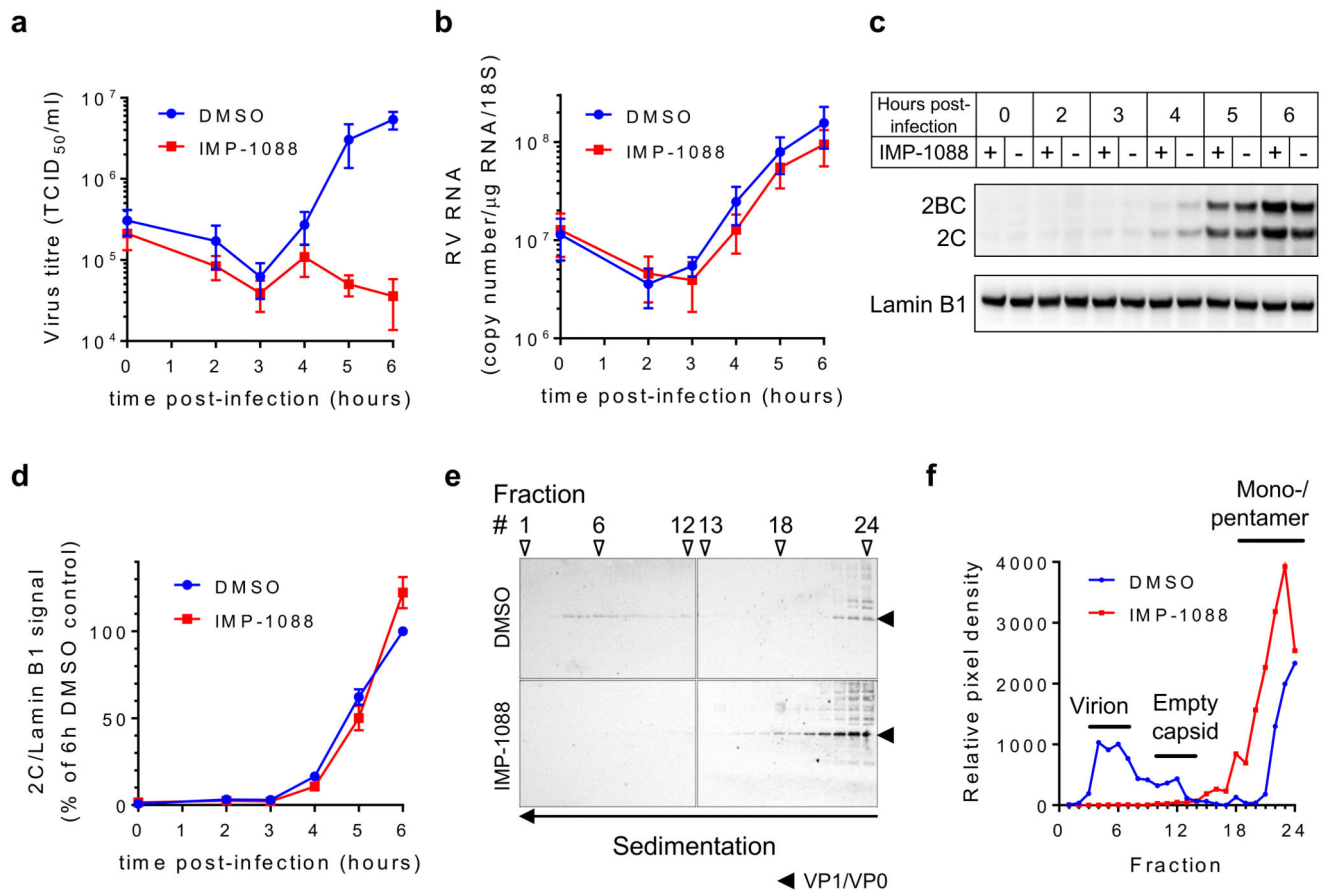 a
Virus titre (TCID50/ml)
10^7
10^6
10^5
10^4
DMSO
IMP-1088
0 1 2 3 4 5 6
time post-infection (hours)
b
RV RNA
(copy number/µg RNA/18S)
10^8
10^7
10^6
DMSO
IMP-1088
0 1 2 3 4 5 6
time post-infection (hours)
c
Hours post-
infection
0 2 3 4 5 6
IMP-1088 + - + - + - + - + - + -
2BC
2C
Lamin B1
d
2C/Lamin B1 signal
(% of 6h DMSO control)
100
50
0
DMSO
IMP-1088
0 1 2 3 4 5 6
time post-infection (hours)
e
Fraction
# 1 6 12 13 18 24
DMSO
IMP-1088
Sedimentation
VP1/VP0
f
Mono-/
pentamer
Relative pixel density
4000
3000
2000
1000
0
DMSO
IMP-1088
Virion
Empty
capsid
0 6 12 18 24
Fraction